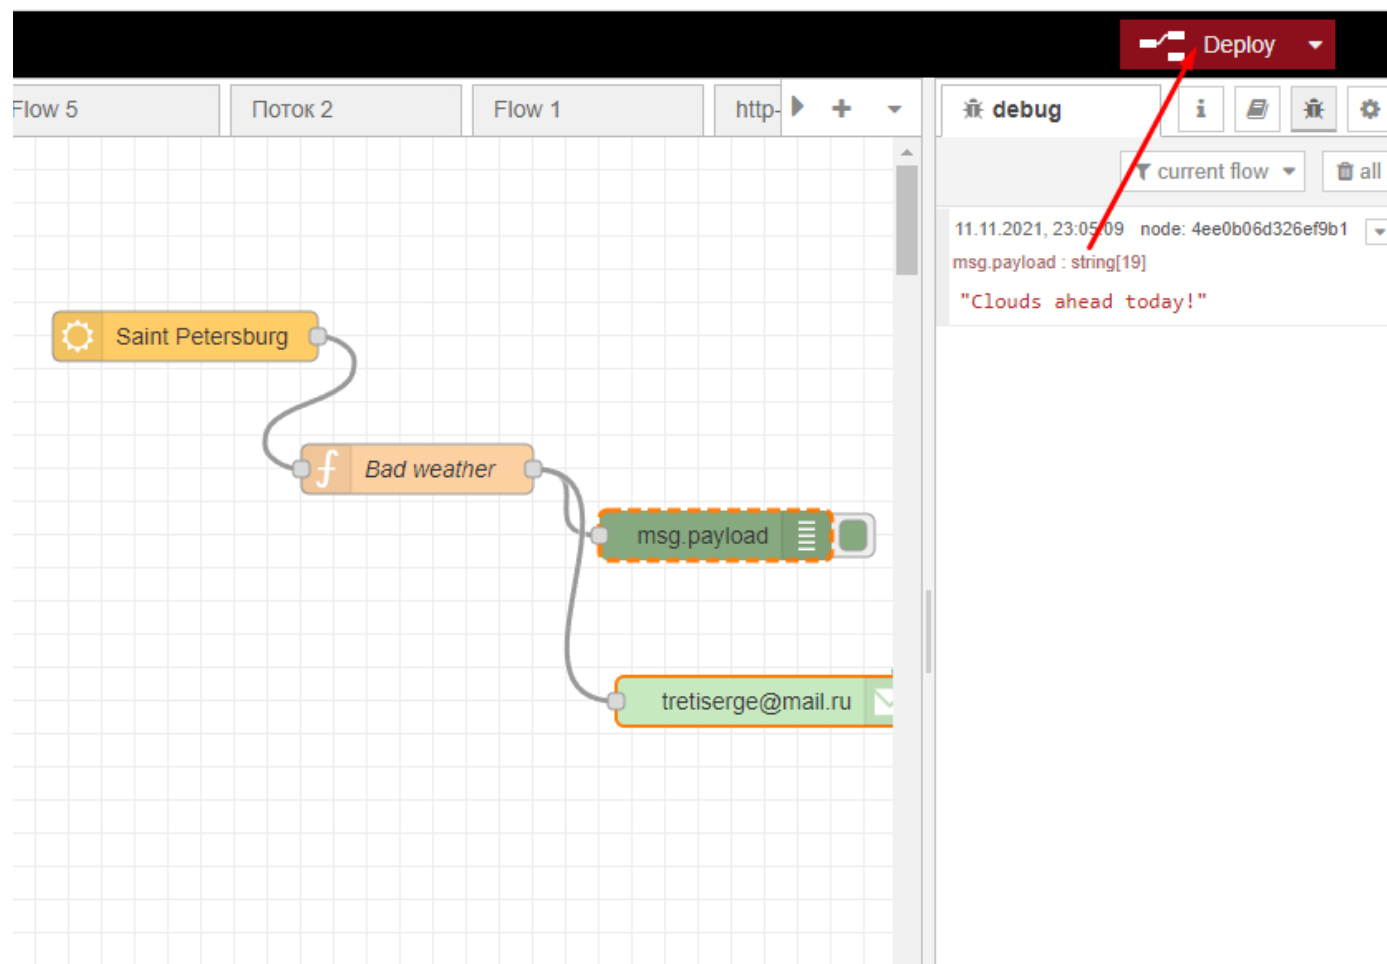 Deploy
Flow 5
Поток 2
Flow 1
http-
debug
i
current flow
all
11.11.2021, 23:05:09 node: 4ee0b06d326ef9b1
msg.payload : string[19]
"Clouds ahead today!"
Saint Petersburg
Bad weather
msg.payload
tretiserge@mail.ru